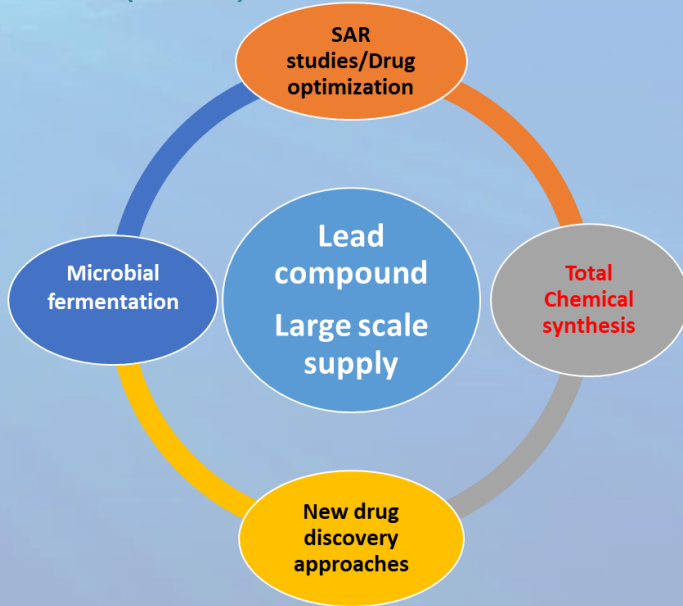 SAR
studies/Drug
optimization
Lead
compound
Large scale
supply
Microbial
fermentation
Total
Chemical
synthesis
New drug
discovery
approaches